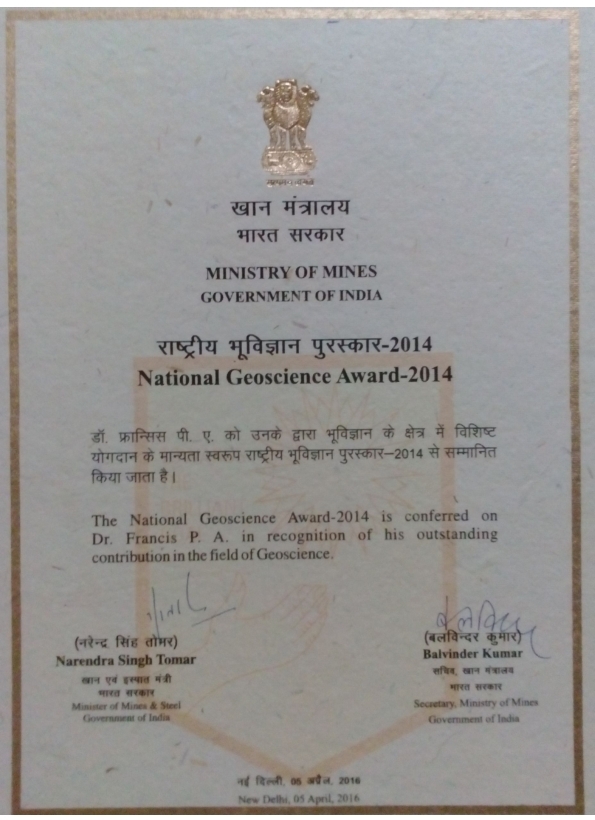 खान मंत्रालय
भारत सरकार
MINISTRY OF MINES
GOVERNMENT OF INDIA
राष्ट्रीय भूविज्ञान पुरस्कार-2014
National Geoscience Award-2014
डॉ. फ्रान्सिस पी. ए. को उनके द्वारा भूविज्ञान के क्षेत्र में विशिष्ट
योगदान के मान्यता स्वरूप राष्ट्रीय भूविज्ञान पुरस्कार–2014 से सम्मानित
किया जाता है।
The National Geoscience Award-2014 is conferred on
Dr. Francis P. A. in recognition of his outstanding
contribution in the field of Geoscience.
(नरेन्द्र सिंह तोमर)
Narendra Singh Tomar
खान एवं इस्पात मंत्री
भारत सरकार
Minister of Mines & Steel
Government of India
(बलविन्दर कुमार)
Balvinder Kumar
सचिव, खान मंत्रालय
भारत सरकार
Secretary, Ministry of Mines
Government of India
नई दिल्ली, 05 अप्रैल, 2016
New Delhi, 05 April, 2016